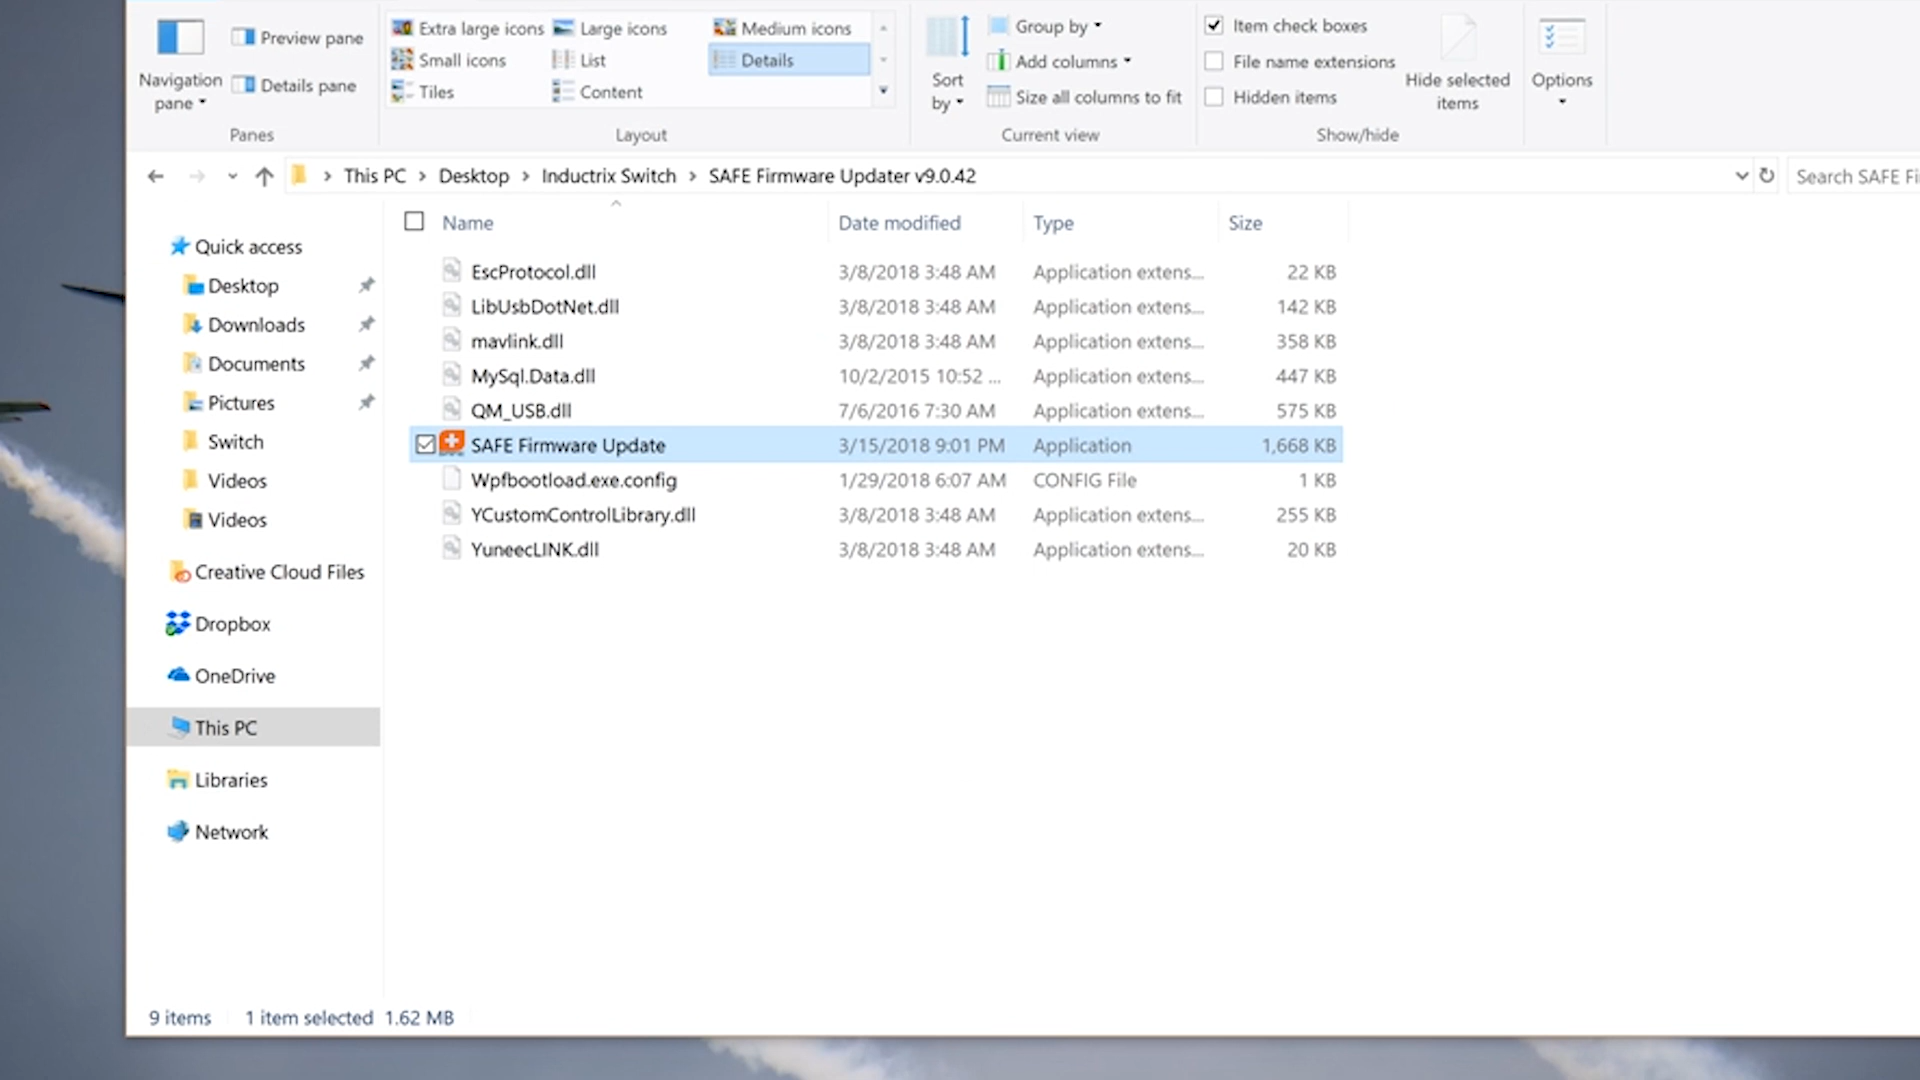 Navigation pane
Preview pane
Details pane
Panes
Extra large icons
Large icons
Medium icons
Small icons
List
Details
Tiles
Content
Layout
Sort by
Group by
Add columns
Size all columns to fit
Current view
Item check boxes
File name extensions
Hidden items
Hide selected items
Show/hide
Options
This PC > Desktop > Inductrix Switch > SAFE Firmware Updater v9.0.42
Search SAFE Fi
Name Date modified Type Size
Quick access
Desktop
Downloads
Documents
Pictures
Switch
Videos
Videos
Creative Cloud Files
Dropbox
OneDrive
This PC
Libraries
Network
EscProtocol.dll 3/8/2018 3:48 AM Application extens... 22 KB
LibUsbDotNet.dll 3/8/2018 3:48 AM Application extens... 142 KB
mavlink.dll 3/8/2018 3:48 AM Application extens... 358 KB
MySql.Data.dll 10/2/2015 10:52 ... Application extens... 447 KB
QM_USB.dll 7/6/2016 7:30 AM Application extens... 575 KB
SAFE Firmware Update 3/15/2018 9:01 PM Application 1,668 KB
Wpfbootload.exe.config 1/29/2018 6:07 AM CONFIG File 1 KB
YCustomControlLibrary.dll 3/8/2018 3:48 AM Application extens... 255 KB
YuneecLINK.dll 3/8/2018 3:48 AM Application extens... 20 KB
9 items 1 item selected 1.62 MB